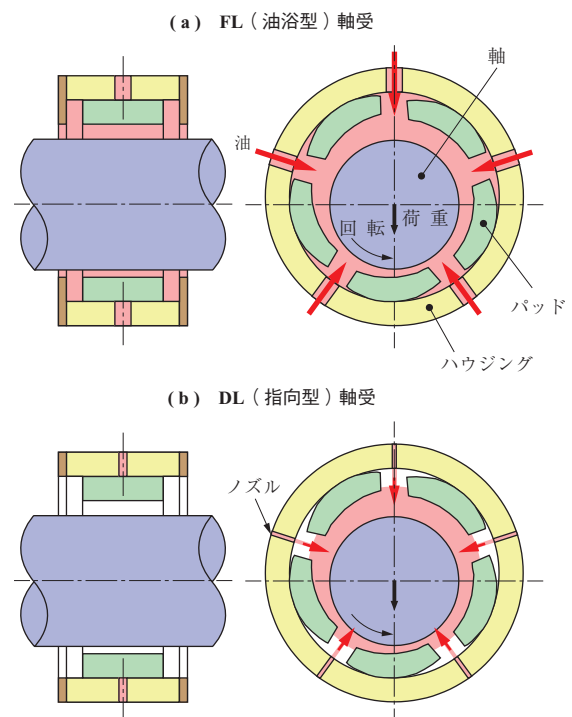 ( a ) FL ( 油浴型 ) 軸受
軸
油
荷 重
回 転
パッド
ハウジング
( b ) DL ( 指向型 ) 軸受
ノズル